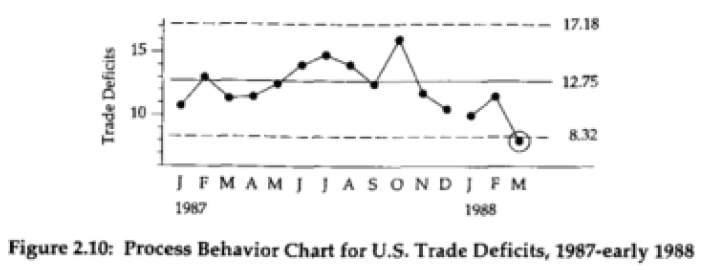 17.18
15
12.75
10
8.32
Trade Deficits
J F M A M J J A S O N D J F M
1987 1988
Figure 2.10: Process Behavior Chart for U.S. Trade Deficits, 1987-early 1988